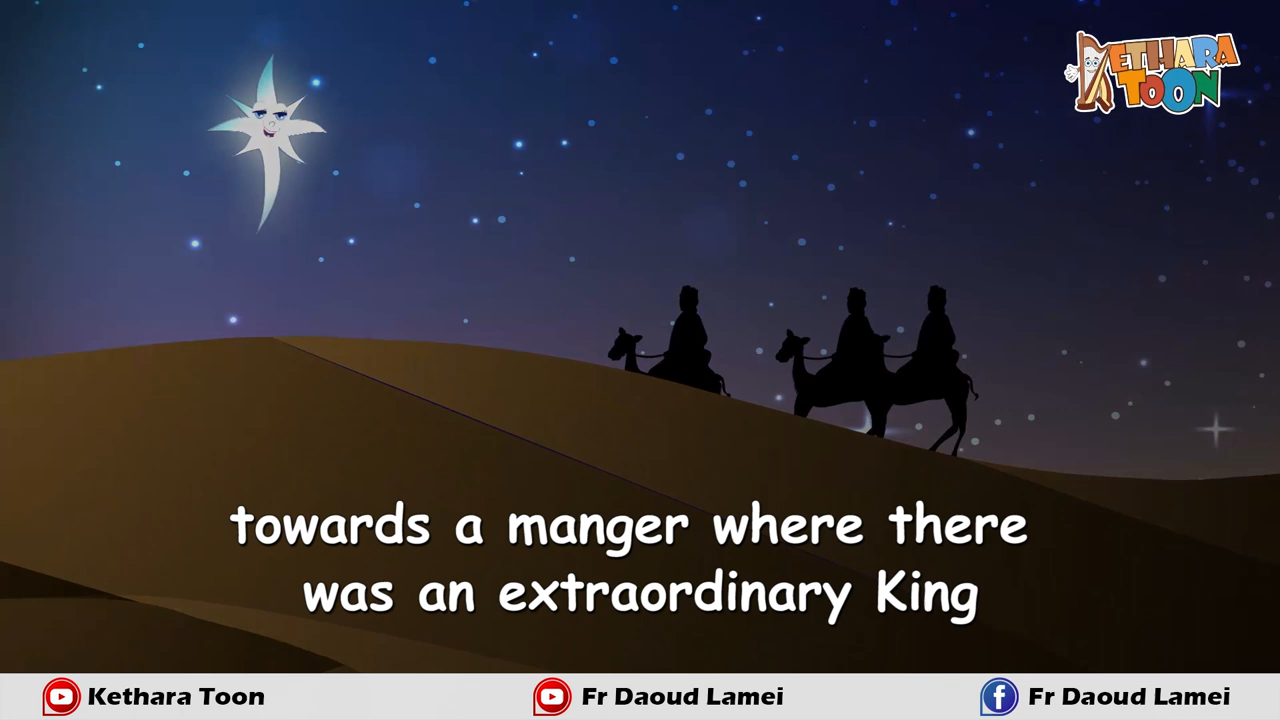 KETHARA
TOON
towards a manger where there
was an extraordinary King
Kethara Toon
Fr Daoud Lamei
Fr Daoud Lamei